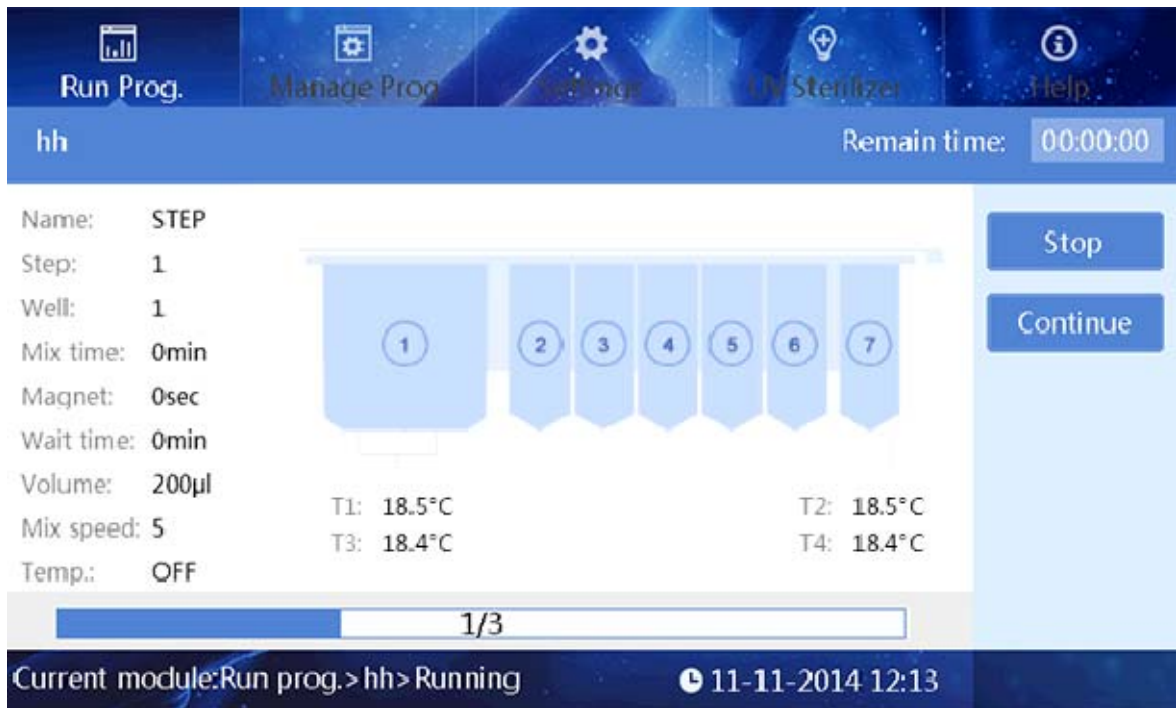 Run Prog.
Manage Prog
Settings
UV Sterilizer
Help
hh
Remain time: 00:00:00
Name: STEP
Step: 1
Well: 1
Mix time: 0min
Magnet: 0sec
Wait time: 0min
Volume: 200µl
Mix speed: 5
Temp.: OFF
1
2
3
4
5
6
7
T1: 18.5°C
T2: 18.5°C
T3: 18.4°C
T4: 18.4°C
Stop
Continue
1/3
Current module:Run prog.>hh>Running
11-11-2014 12:13